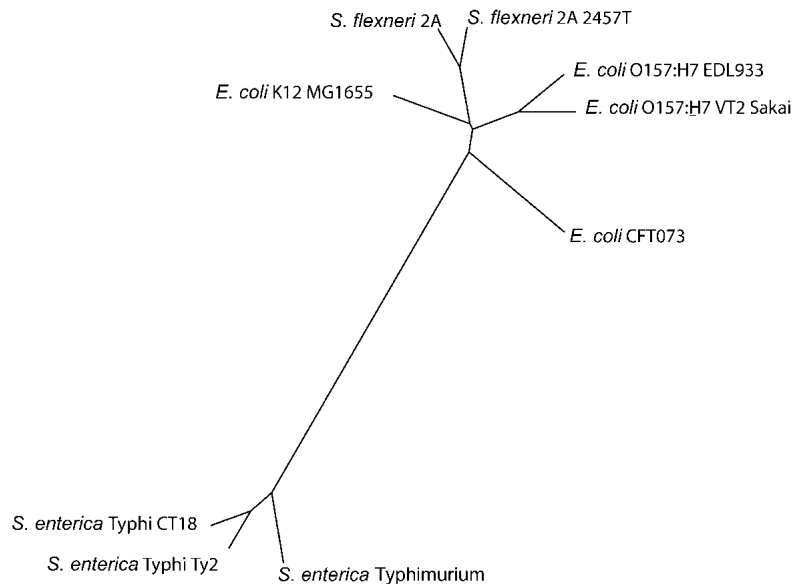 S. flexneri 2A
S. flexneri 2A 2457T
E. coli O157:H7 EDL933
E. coli K12 MG1655
E. coli O157:H7 VT2 Sakai
E. coli CFT073
S. enterica Typhi CT18
S. enterica Typhi Ty2
S. enterica Typhimurium